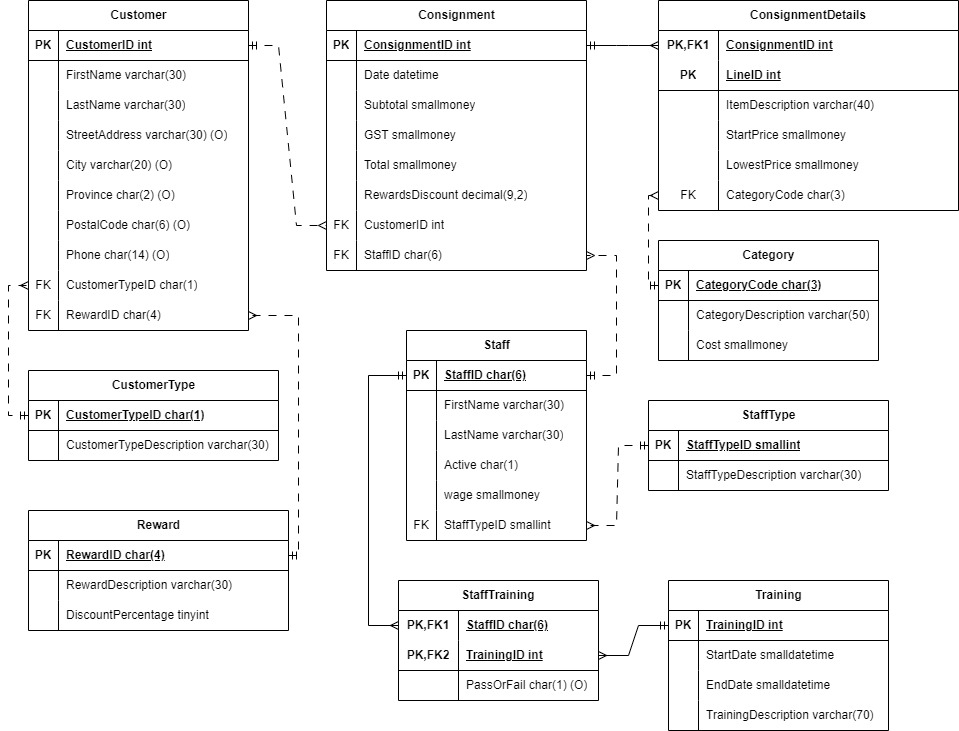 Customer
PK CustomerID int
FirstName varchar(30)
LastName varchar(30)
StreetAddress varchar(30) (O)
City varchar(20) (O)
Province char(2) (O)
PostalCode char(6) (O)
Phone char(14) (O)
FK CustomerTypeID char(1)
FK RewardID char(4)
Consignment
PK ConsignmentID int
Date datetime
Subtotal smallmoney
GST smallmoney
Total smallmoney
RewardsDiscount decimal(9,2)
FK CustomerID int
FK StaffID char(6)
ConsignmentDetails
PK,FK1 ConsignmentID int
PK LineID int
ItemDescription varchar(40)
StartPrice smallmoney
LowestPrice smallmoney
FK CategoryCode char(3)
Category
PK CategoryCode char(3)
CategoryDescription varchar(50)
Cost smallmoney
CustomerType
PK CustomerTypeID char(1)
CustomerTypeDescription varchar(30)
Staff
PK StaffID char(6)
FirstName varchar(30)
LastName varchar(30)
Active char(1)
wage smallmoney
FK StaffTypeID smallint
StaffType
PK StaffTypeID smallint
StaffTypeDescription varchar(30)
Reward
PK RewardID char(4)
RewardDescription varchar(30)
DiscountPercentage tinyint
StaffTraining
PK,FK1 StaffID char(6)
PK,FK2 TrainingID int
PassOrFail char(1) (O)
Training
PK TrainingID int
StartDate smalldatetime
EndDate smalldatetime
TrainingDescription varchar(70)